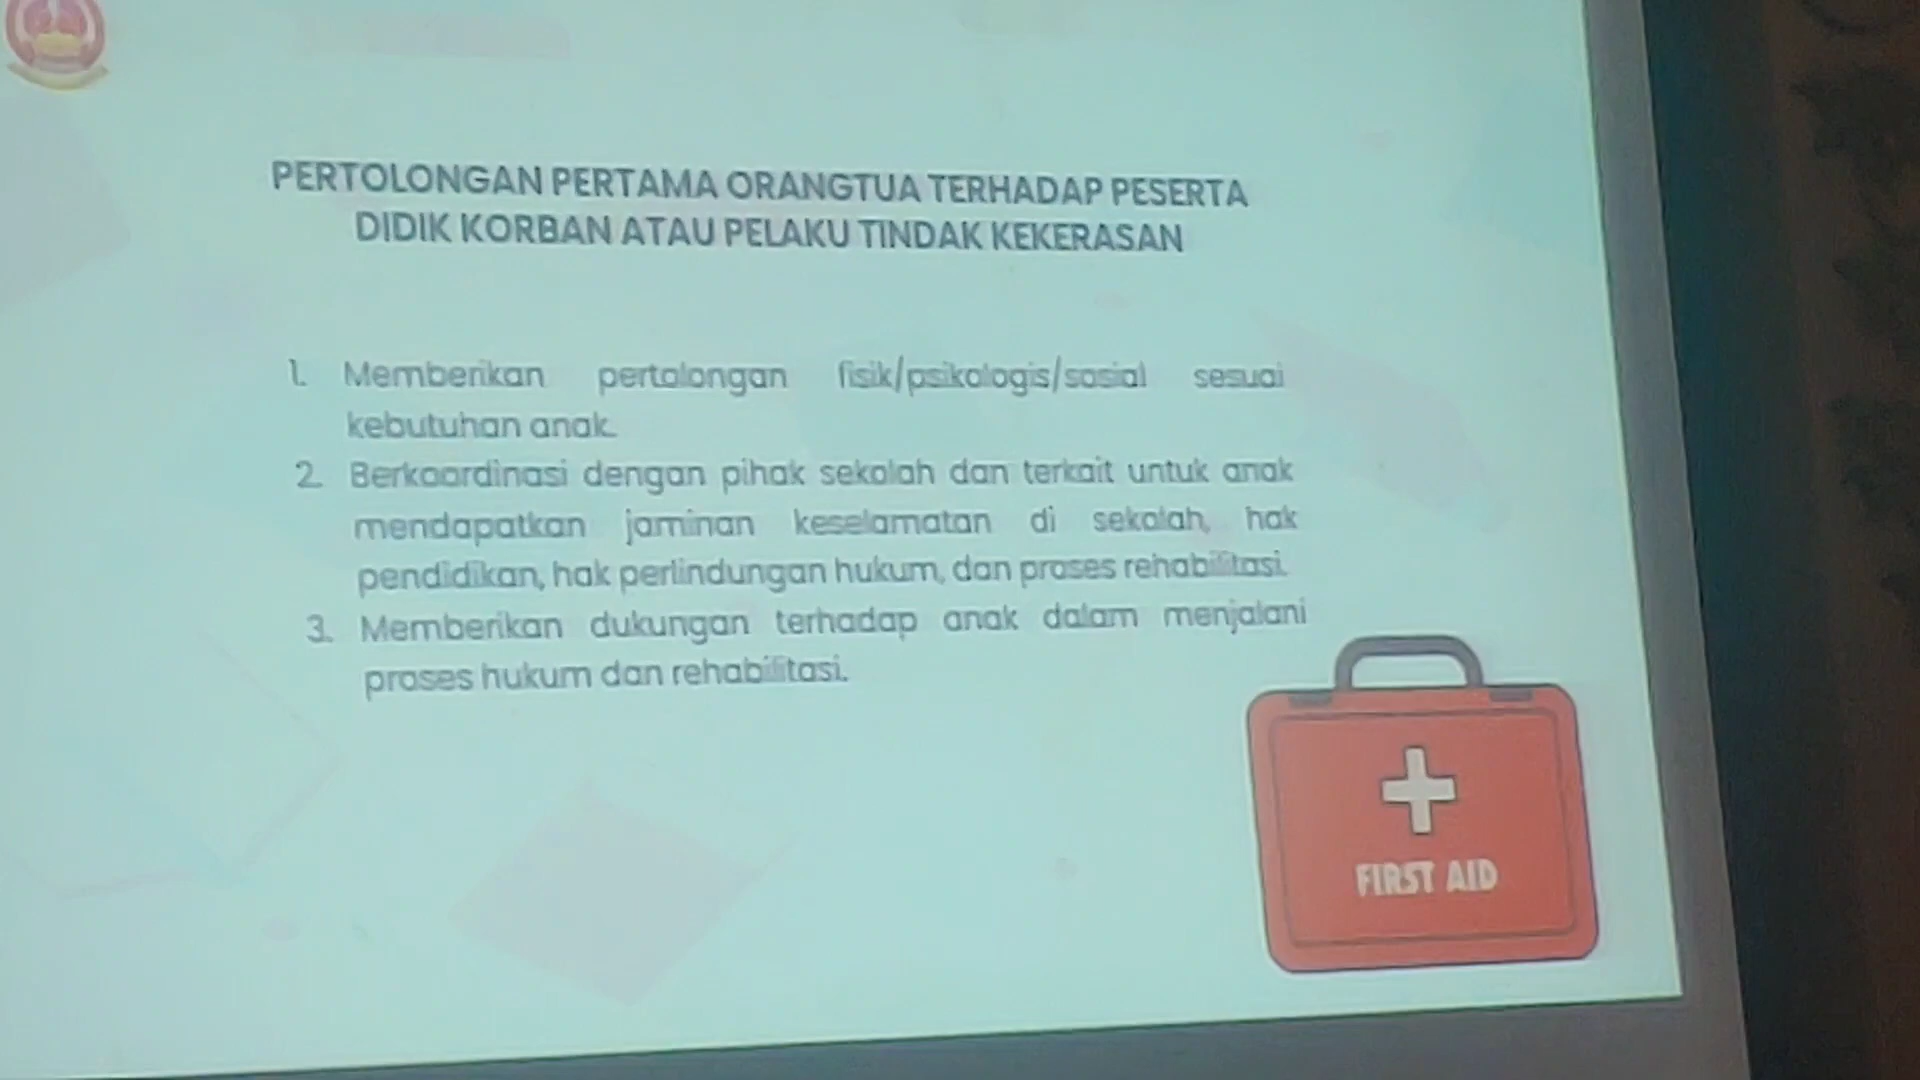 PERTOLONGAN PERTAMA ORANGTUA TERHADAP PESERTA
DIDIK KORBAN ATAU PELAKU TINDAK KEKERASAN
1. Memberikan pertolongan fisik/psikologis/sosial sesuai
kebutuhan anak.
2. Berkoordinasi dengan pihak sekolah dan terkait untuk anak
mendapatkan jaminan keselamatan di sekolah, hak
pendidikan, hak perlindungan hukum, dan proses rehabilitasi.
3. Memberikan dukungan terhadap anak dalam menjalani
proses hukum dan rehabilitasi.
FIRST AID